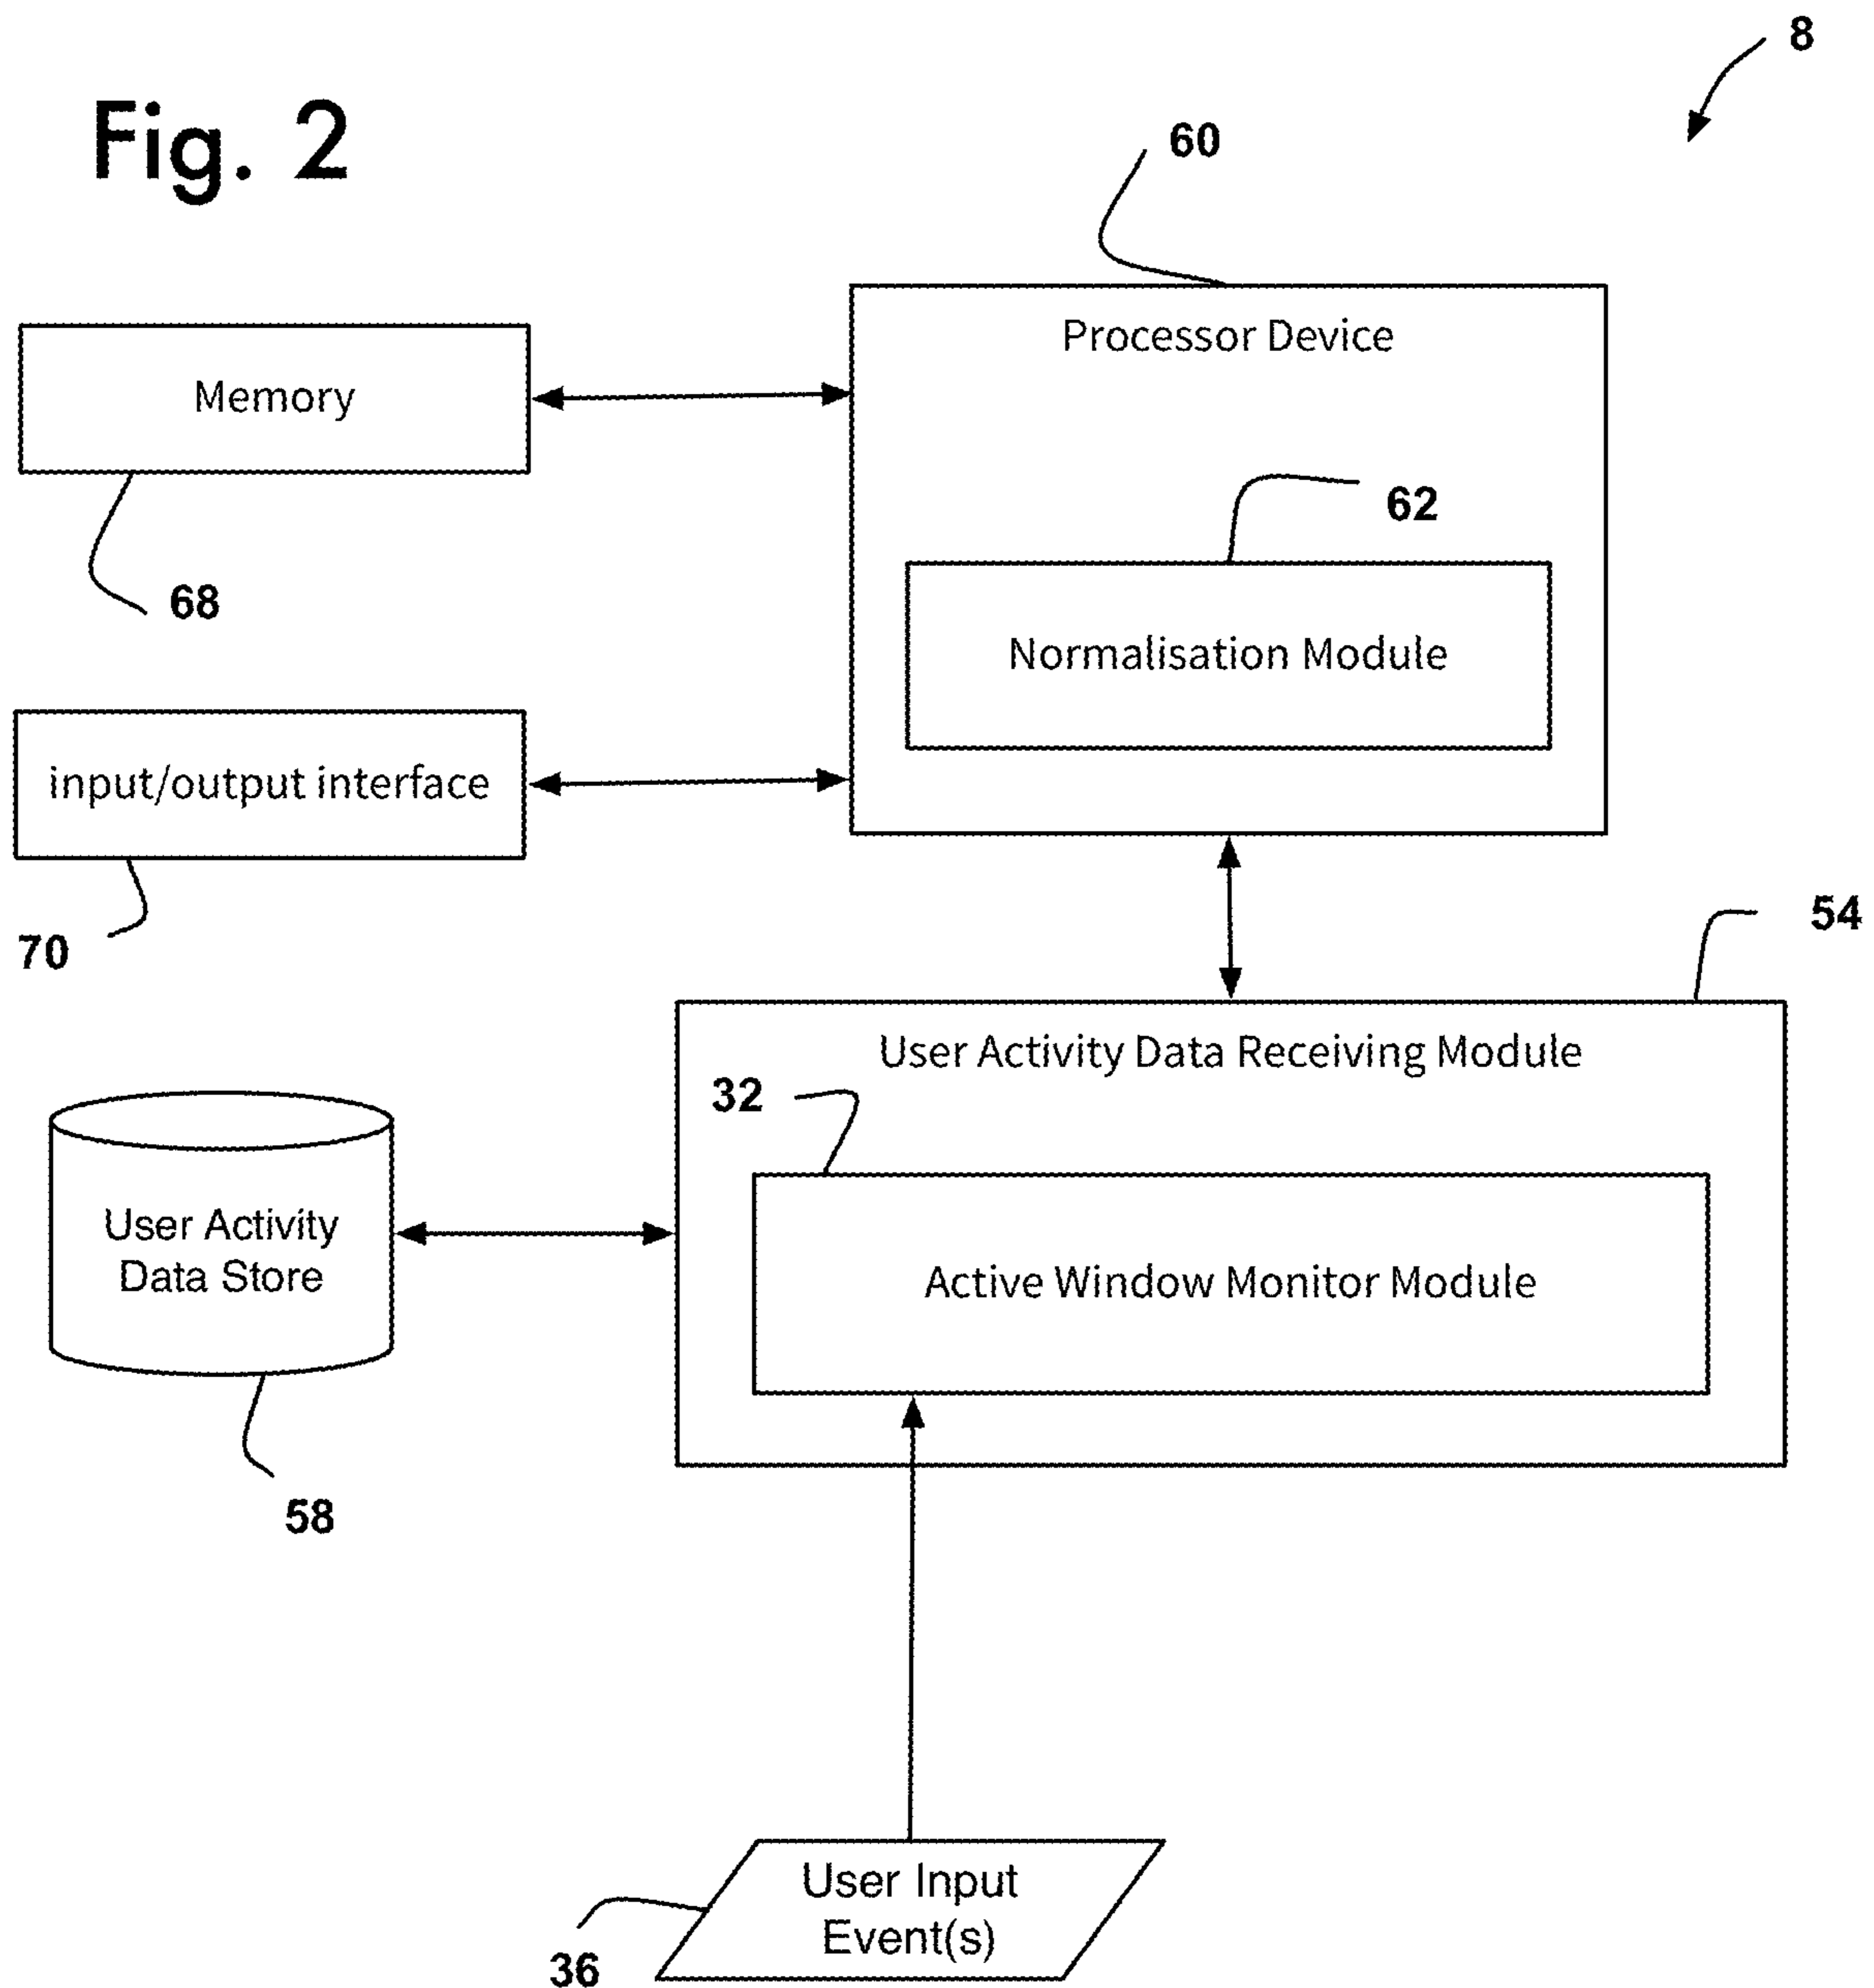 8
Fig. 2
60
Processor Device
Memory
62
68
Normalisation Module
input/output interface
70
54
User Activity Data Receiving Module
32
User Activity
Data Store
Active Window Monitor Module
58
User Input
Event(s)
36